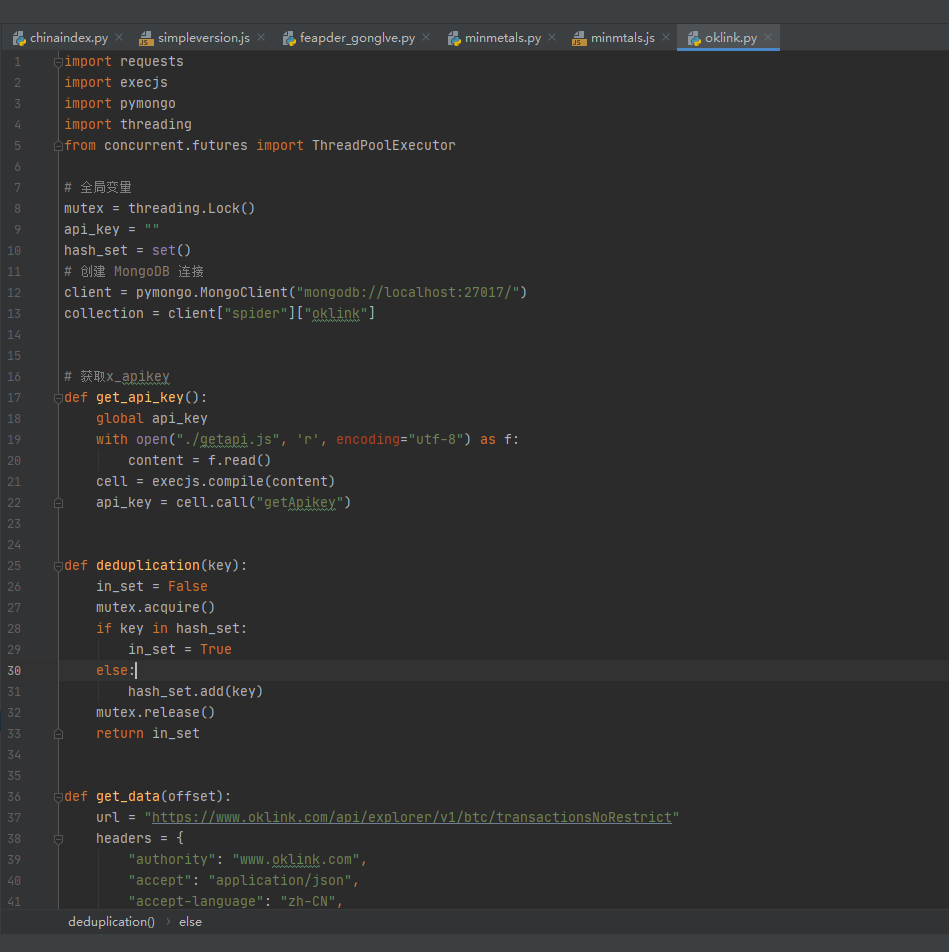 chinaindex.py simpleversion.js feapder_gonglve.py minmetals.py minmtals.js oklink.py
1 import requests
2 import execjs
3 import pymongo
4 import threading
5 from concurrent.futures import ThreadPoolExecutor
6
7 # 全局变量
8 mutex = threading.Lock()
9 api_key = ""
10 hash_set = set()
11 # 创建 MongoDB 连接
12 client = pymongo.MongoClient("mongodb://localhost:27017/")
13 collection = client["spider"]["oklink"]
14
15
16 # 获取x_apikey
17 def get_api_key():
18 global api_key
19 with open("./getapi.js", 'r', encoding="utf-8") as f:
20 content = f.read()
21 cell = execjs.compile(content)
22 api_key = cell.call("getApikey")
23
24
25 def deduplication(key):
26 in_set = False
27 mutex.acquire()
28 if key in hash_set:
29 in_set = True
30 else:
31 hash_set.add(key)
32 mutex.release()
33 return in_set
34
35
36 def get_data(offset):
37 url = "https://www.oklink.com/api/explorer/v1/btc/transactionsNoRestrict"
38 headers = {
39 "authority": "www.oklink.com",
40 "accept": "application/json",
41 "accept-language": "zh-CN",
deduplication() › else